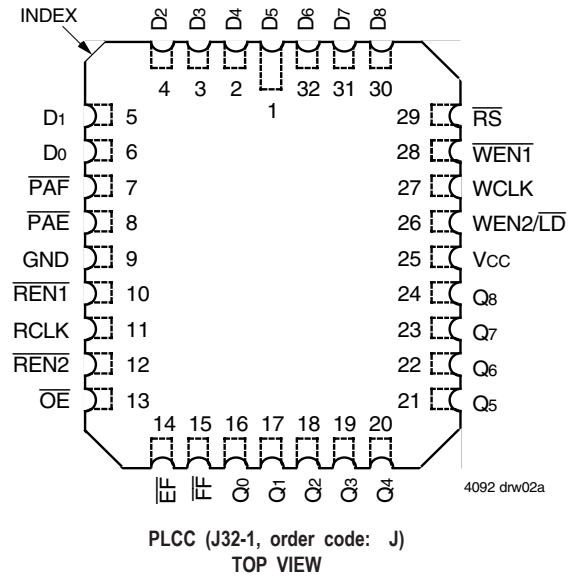 INDEX
D2 D3 D4 D5 D6 D7 D8
4 3 2 1 32 31 30
D1 5
D0 6
PAF 7
PAE 8
GND 9
REN1 10
RCLK 11
REN2 12
OE 13
29 RS
28 WEN1
27 WCLK
26 WEN2/LD
25 VCC
24 Q8
23 Q7
22 Q6
21 Q5
14 15 16 17 18 19 20
EF FF Q0 Q1 Q2 Q3 Q4
4092 drw02a
PLCC (J32-1, order code: J)
TOP VIEW